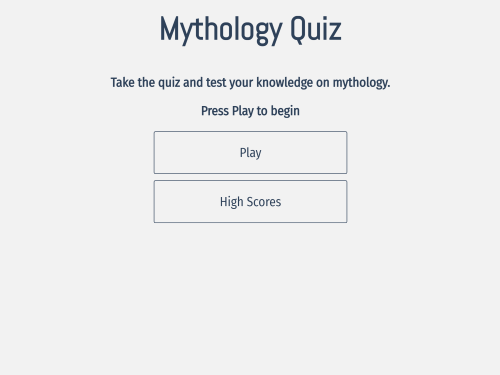 Mythology Quiz
Take the quiz and test your knowledge on mythology.
Press Play to begin
Play
High Scores